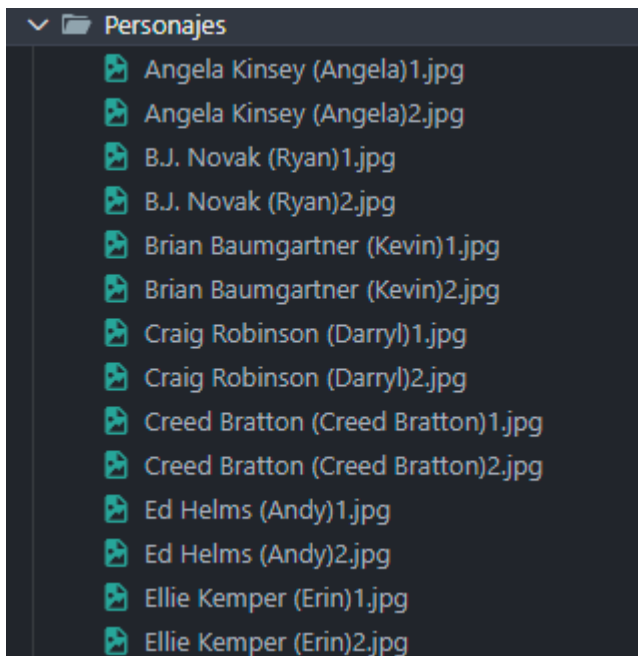 Personajes
Angela Kinsey (Angela)1.jpg
Angela Kinsey (Angela)2.jpg
B.J. Novak (Ryan)1.jpg
B.J. Novak (Ryan)2.jpg
Brian Baumgartner (Kevin)1.jpg
Brian Baumgartner (Kevin)2.jpg
Craig Robinson (Darryl)1.jpg
Craig Robinson (Darryl)2.jpg
Creed Bratton (Creed Bratton)1.jpg
Creed Bratton (Creed Bratton)2.jpg
Ed Helms (Andy)1.jpg
Ed Helms (Andy)2.jpg
Ellie Kemper (Erin)1.jpg
Ellie Kemper (Erin)2.jpg